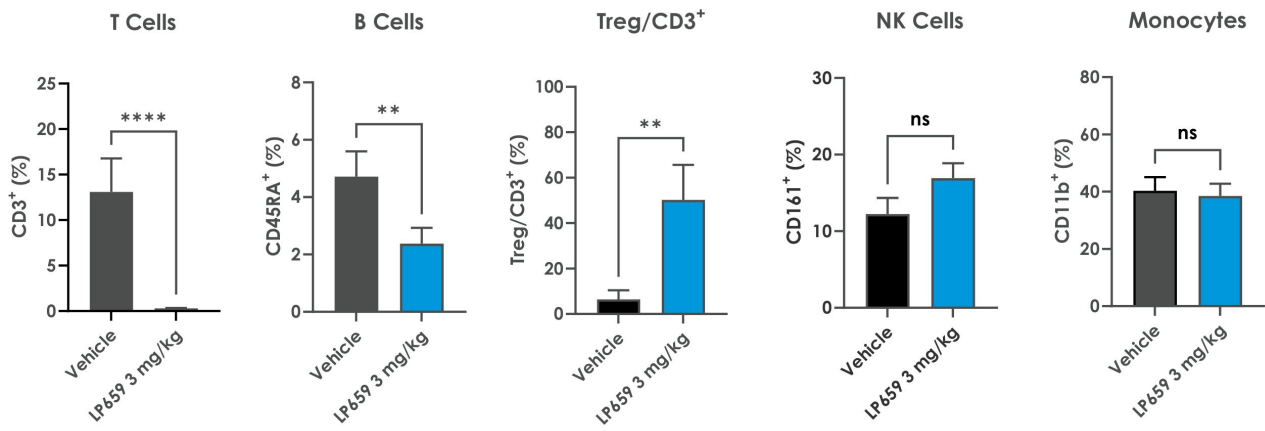 T Cells
CD3+ (%)
25
20
15
10
5
0
****
Vehicle
LP659 3 mg/kg
B Cells
CD45RA+ (%)
8
6
4
2
0
**
Vehicle
LP659 3 mg/kg
Treg/CD3+
Treg/CD3+ (%)
100
80
60
40
20
0
**
Vehicle
LP659 3 mg/kg
NK Cells
CD161+ (%)
30
20
10
0
ns
Vehicle
LP659 3 mg/kg
Monocytes
CD11b+ (%)
80
60
40
20
0
ns
Vehicle
LP659 3 mg/kg